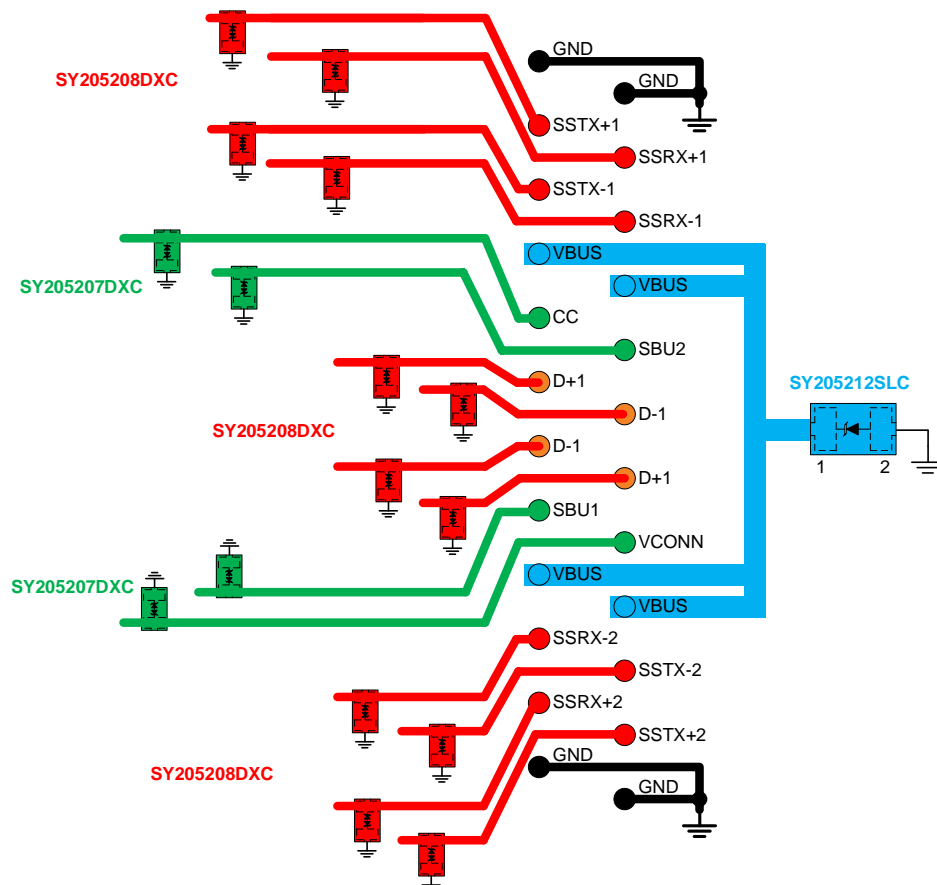 GND
SY205208DXC
GND
SSTX+1
SSRX+1
SSTX-1
SSRX-1
VBUS
SY205207DXC
VBUS
CC
SBU2
D+1
SY205212SLC
D-1
SY205208DXC
D-1
1 2
D+1
SBU1
VCONN
VBUS
SY205207DXC
VBUS
SSRX-2
SSTX-2
SSRX+2
SSTX+2
GND
SY205208DXC
GND